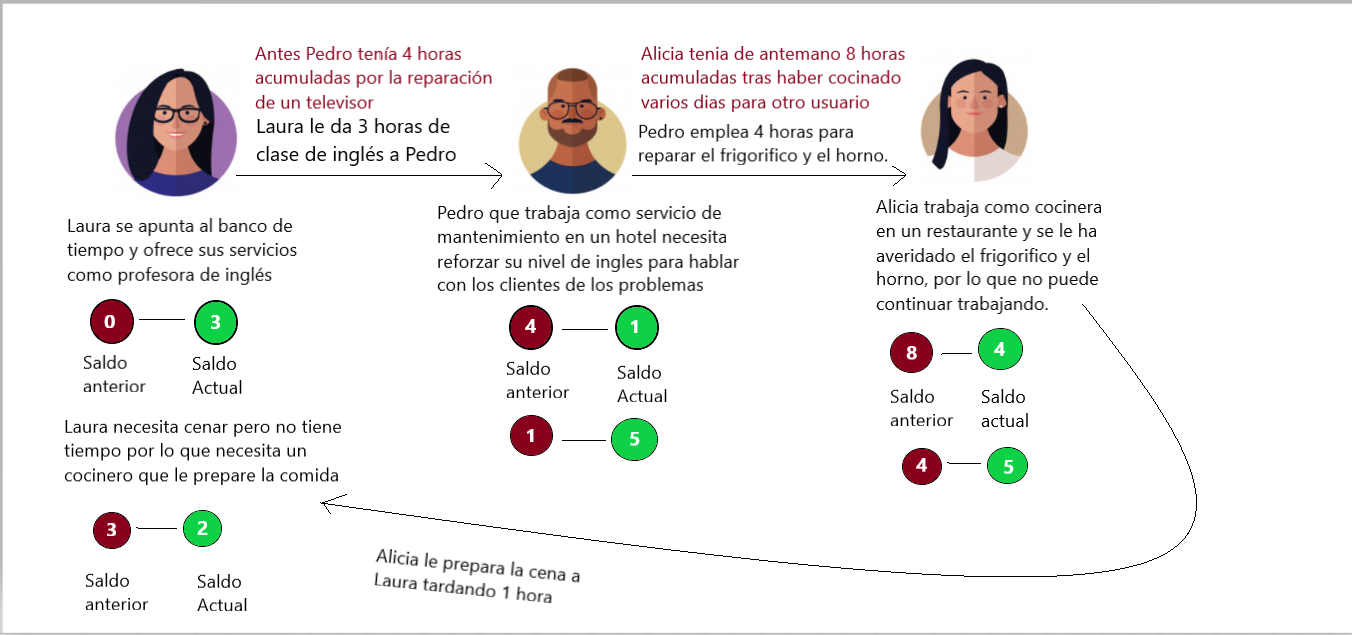 Antes Pedro tenía 4 horas
acumuladas por la reparación
de un televisor
Laura le da 3 horas de
clase de inglés a Pedro
Alicia tenia de antemano 8 horas
acumuladas tras haber cocinado
varios dias para otro usuario
Pedro emplea 4 horas para
reparar el frigorifico y el horno.
Laura se apunta al banco de
tiempo y ofrece sus servicios
como profesora de inglés
0 3
Saldo
anterior
Saldo
Actual
Laura necesita cenar pero no tiene
tiempo por lo que necesita un
cocinero que le prepare la comida
3 2
Saldo
anterior
Saldo
Actual
Pedro que trabaja como servicio de
mantenimiento en un hotel necesita
reforzar su nivel de ingles para hablar
con los clientes de los problemas
4 1
Saldo
anterior
Saldo
Actual
1 5
Alicia trabaja como cocinera
en un restaurante y se le ha
averidado el frigorifico y el
horno, por lo que no puede
continuar trabajando.
8 4
Saldo
anterior
Saldo
actual
4 5
Alicia le prepara la cena a
Laura tardando 1 hora